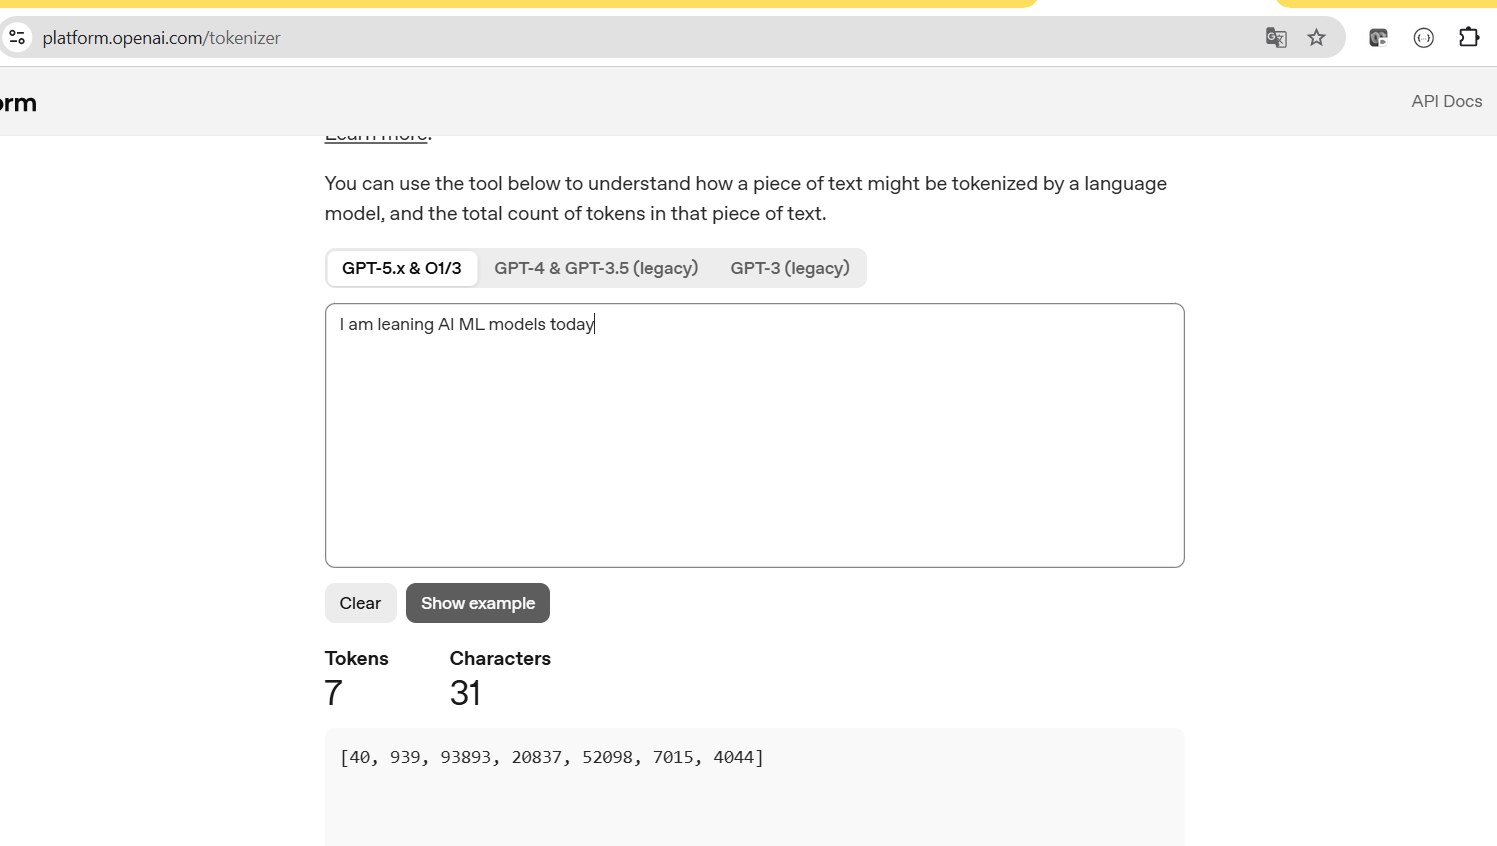 platform.openai.com/tokenizer
orm
API Docs
Learn more.
You can use the tool below to understand how a piece of text might be tokenized by a language
model, and the total count of tokens in that piece of text.
GPT-5.x & O1/3 GPT-4 & GPT-3.5 (legacy) GPT-3 (legacy)
I am leaning AI ML models today
Clear Show example
Tokens Characters
7 31
[40, 939, 93893, 20837, 52098, 7015, 4044]